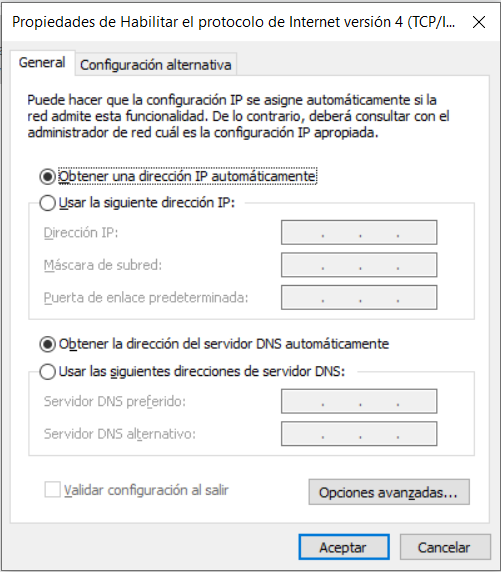 Propiedades de Habilitar el protocolo de Internet versión 4 (TCP/I...
General
Configuración alternativa
Puede hacer que la configuración IP se asigne automáticamente si la
red admite esta funcionalidad. De lo contrario, deberá consultar con el
administrador de red cuál es la configuración IP apropiada.
Obtener una dirección IP automáticamente
Usar la siguiente dirección IP:
Dirección IP:
Máscara de subred:
Puerta de enlace predeterminada:
Obtener la dirección del servidor DNS automáticamente
Usar las siguientes direcciones de servidor DNS:
Servidor DNS preferido:
Servidor DNS alternativo:
Validar configuración al salir
Opciones avanzadas...
Aceptar
Cancelar